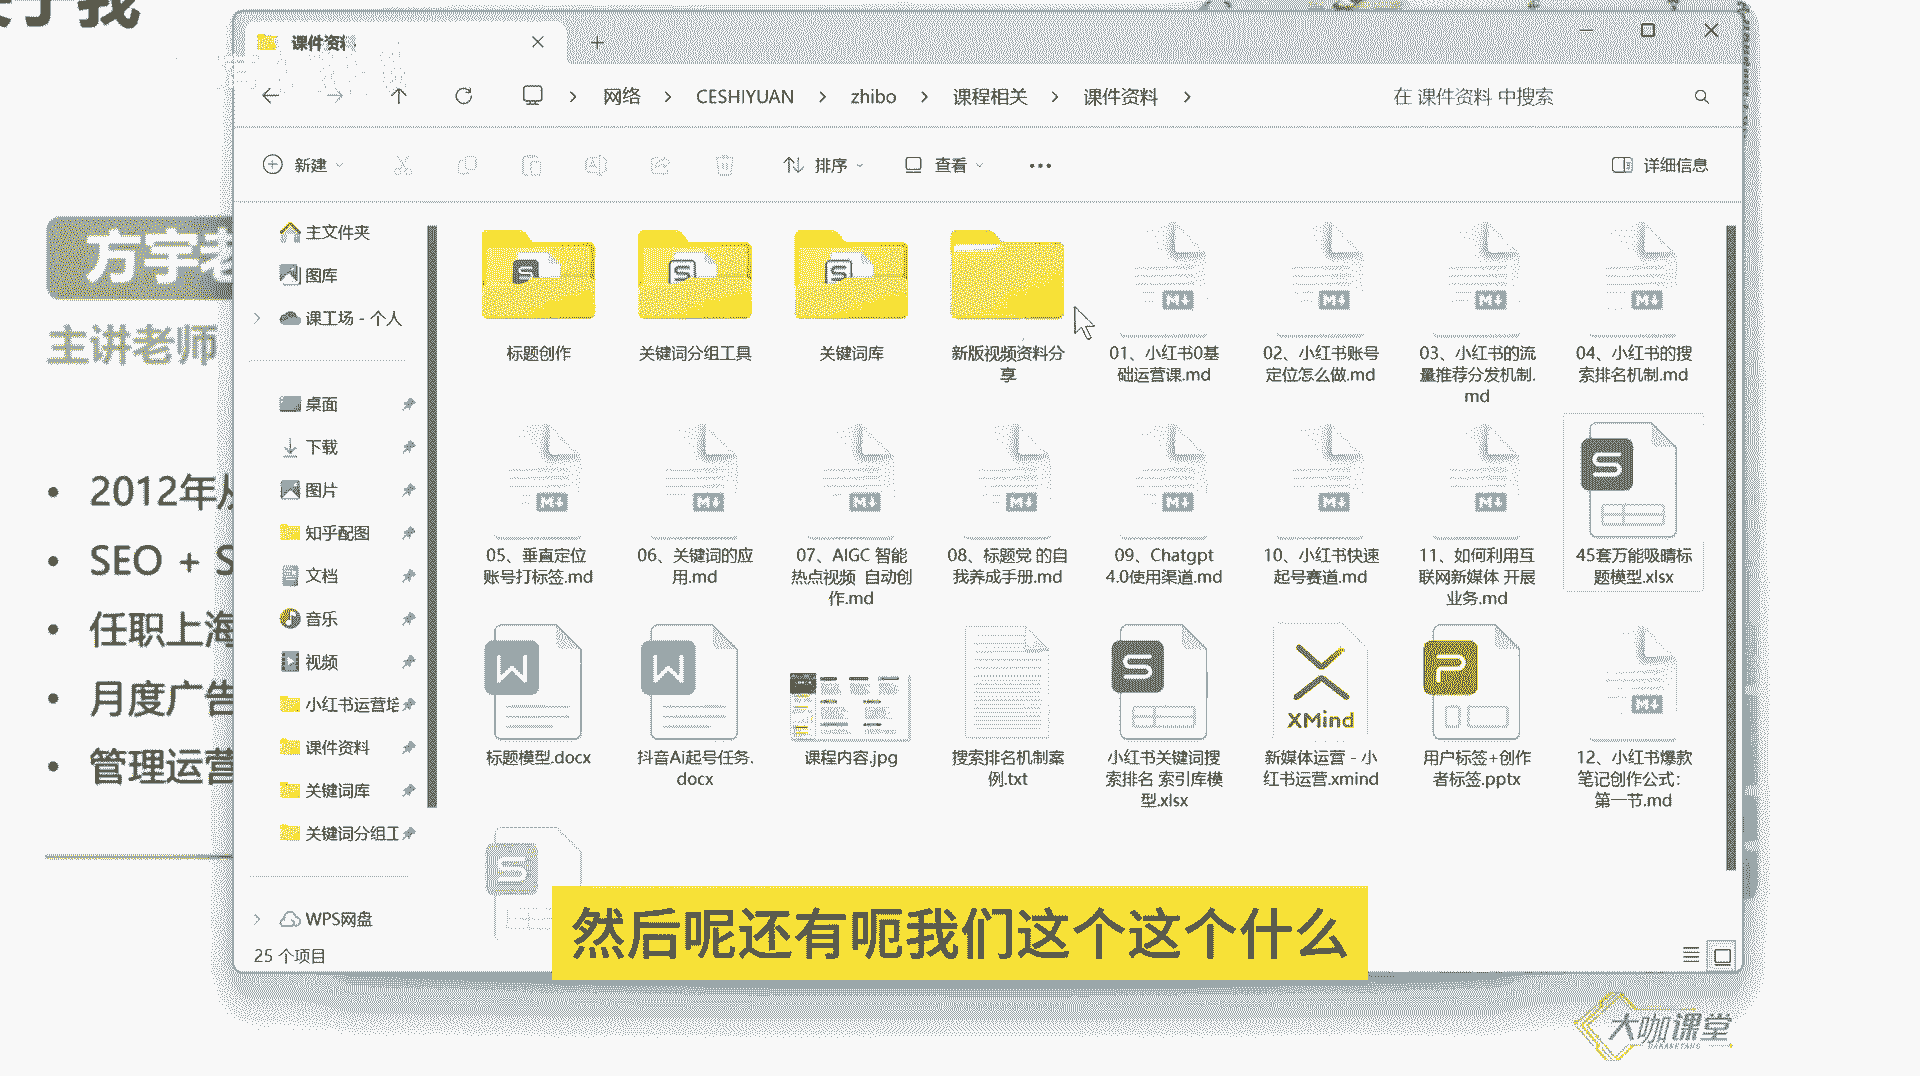 关于我
课件资料
网络 > CESHIYUAN > zhibo > 课程相关 > 课件资料 >
在 课件资料 中搜索
新建
排序
查看
详细信息
主文件夹
图库
课工场 - 个人
桌面
下载
图片
知乎配图
文档
音乐
视频
小红书运营培
课件资料
关键词库
关键词分组工
WPS网盘
25 个项目
标题创作
关键词分组工具
关键词库
新版视频资料分
享
01、小红书0基
础运营课.md
02、小红书账号
定位怎么做.md
03、小红书的流
量推荐分发机制.
md
04、小红书的搜
索排名机制.md
05、垂直定位
账号打标签.md
06、关键词的应
用.md
07、AIGC 智能
热点视频 自动创
作.md
08、标题党 的自
我养成手册.md
09、Chatgpt
4.0使用渠道.md
10、小红书快速
起号赛道.md
11、如何利用互
联网新媒体 开展
业务.md
45套万能吸睛标
题模型.xlsx
标题模型.docx
抖音Ai起号任务.
docx
课程内容.jpg
搜索排名机制案
例.txt
小红书关键词搜
索排名 索引库模
型.xlsx
XMind
新媒体运营 - 小
红书运营.xmind
用户标签+创作
者标签.pptx
12、小红书爆款
笔记创作公式：
第一节.md
方宇老
主讲老师
• 2012年从
• SEO + S
• 任职上海
• 月度广告
• 管理运营
然后呢还有呃我们这个这个什么
大咖课堂